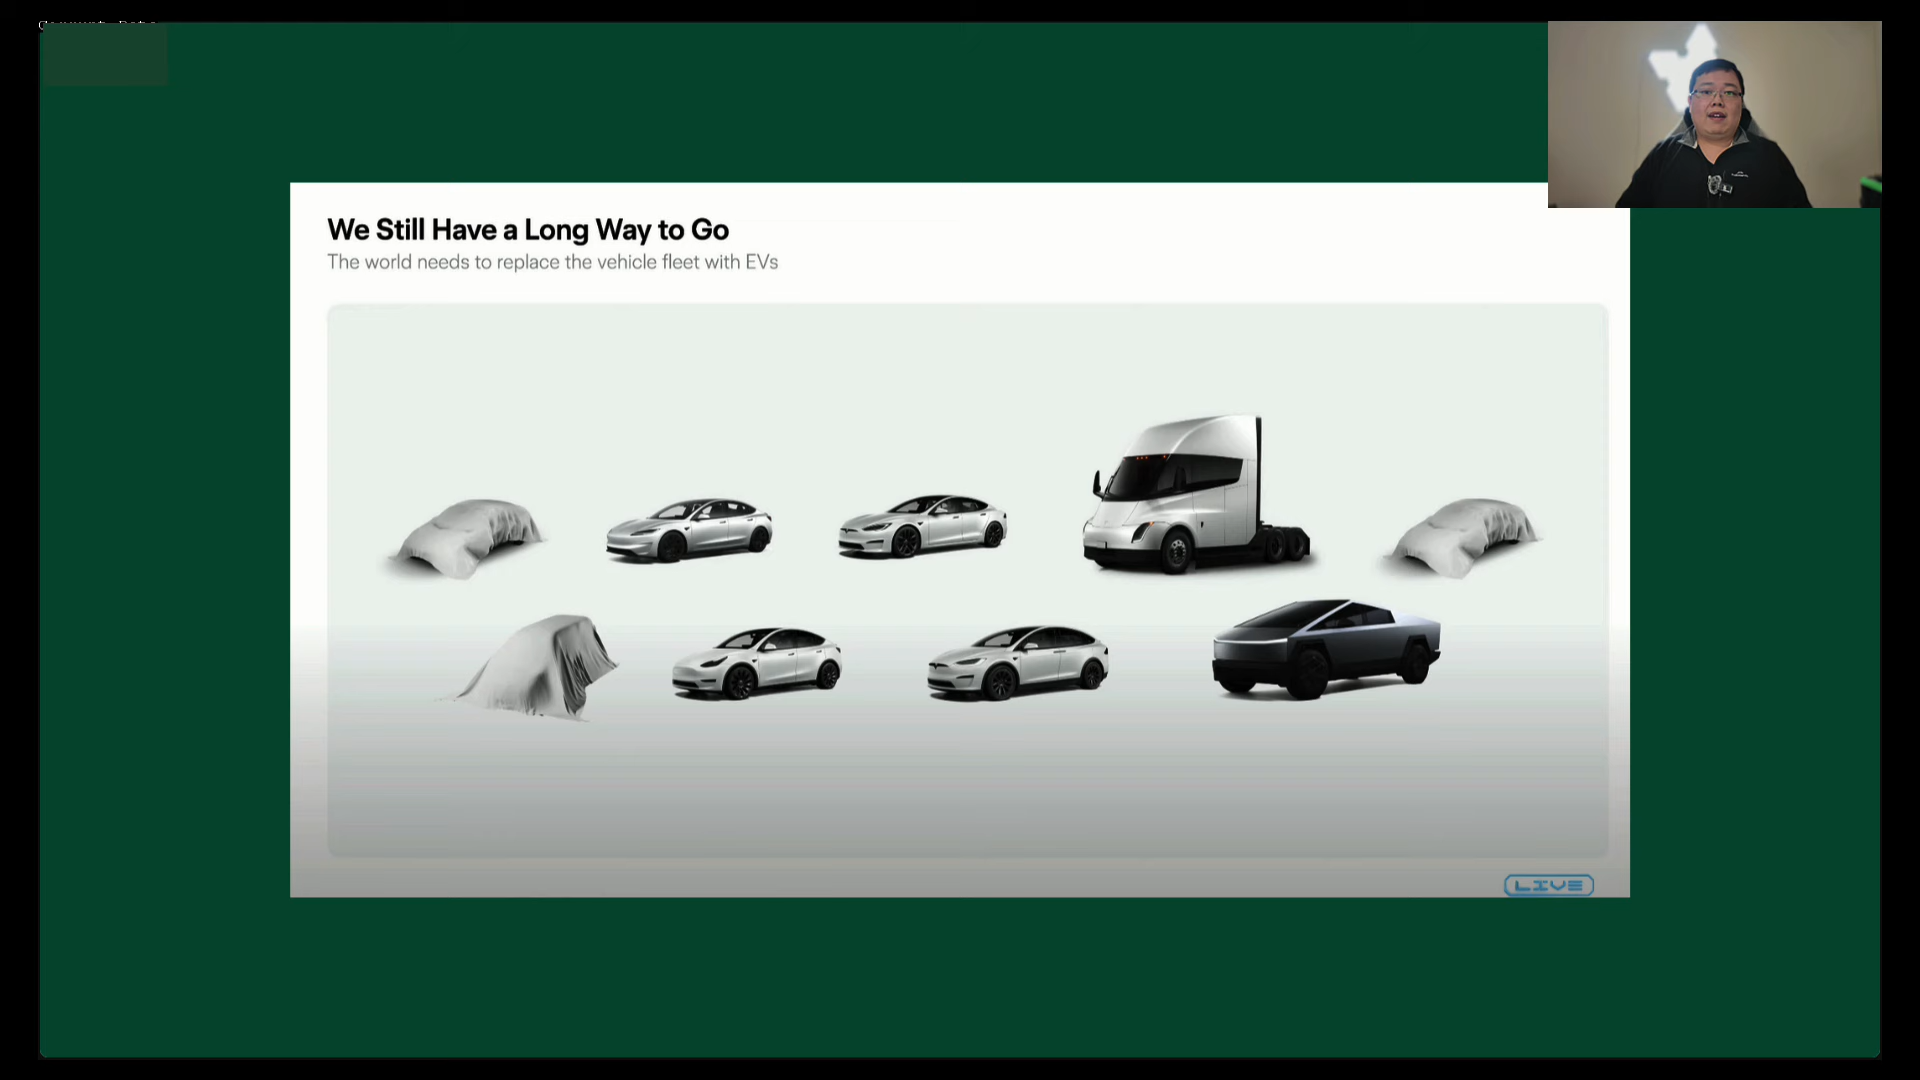 We Still Have a Long Way to Go
The world needs to replace the vehicle fleet with EVs
LIVE